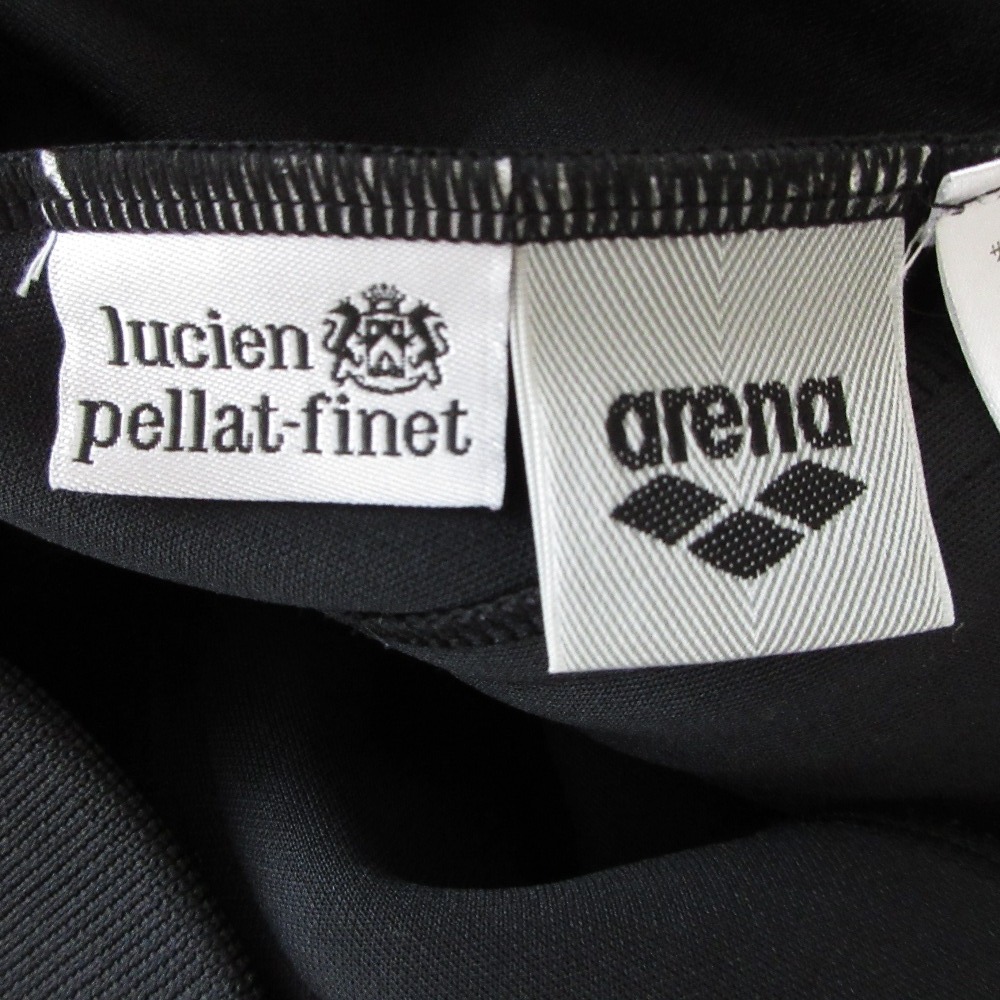 lucien
pellat-finet
arena